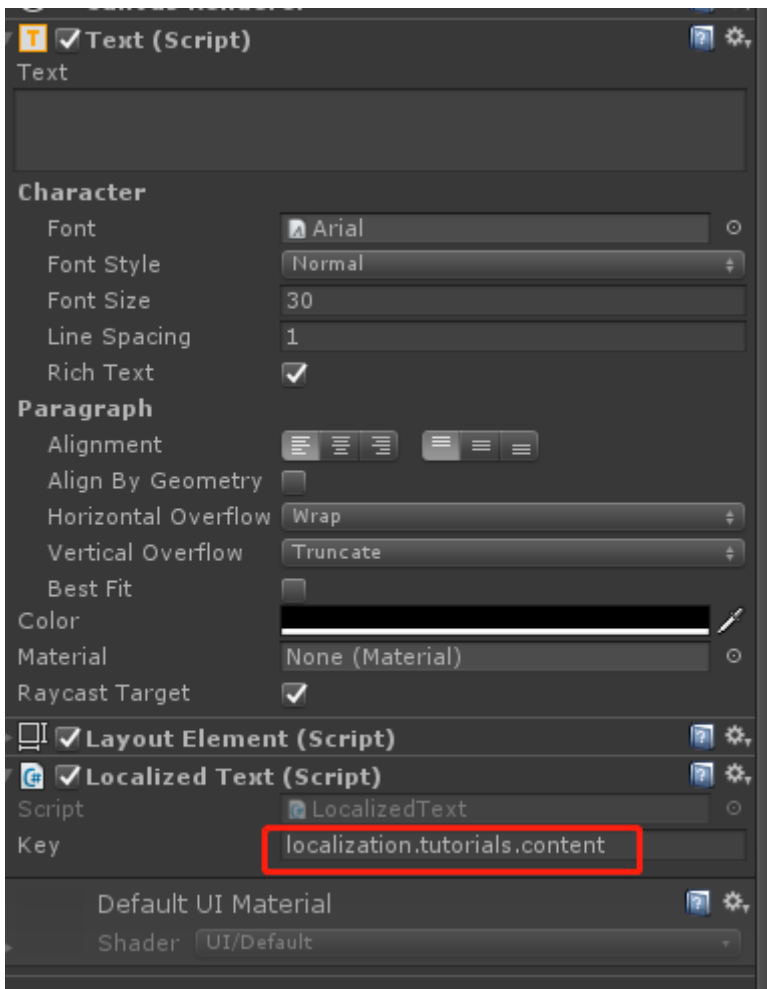 Text (Script)
Text
Character
Font Arial
Font Style Normal
Font Size 30
Line Spacing 1
Rich Text
Paragraph
Alignment
Align By Geometry
Horizontal Overflow Wrap
Vertical Overflow Truncate
Best Fit
Color
Material None (Material)
Raycast Target
Layout Element (Script)
Localized Text (Script)
Script LocalizedText
Key localization.tutorials.content
Default UI Material
Shader UI/Default